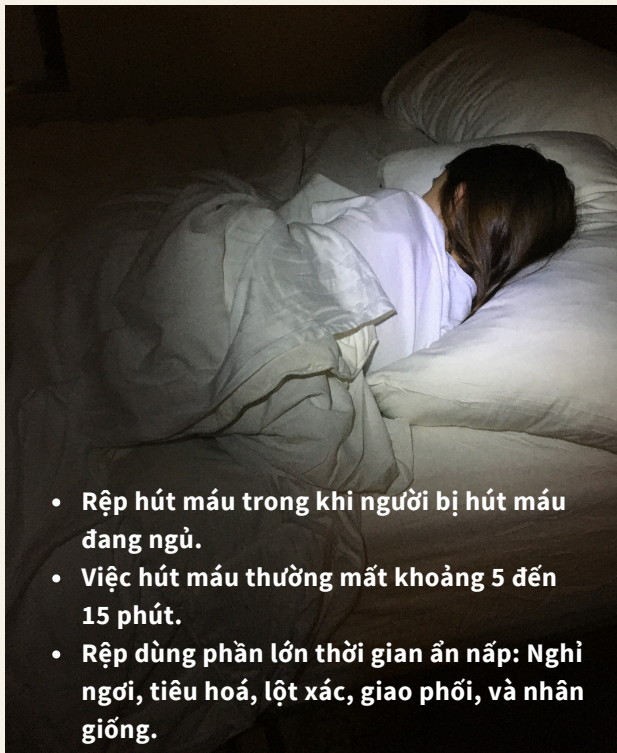 • Rệp hút máu trong khi người bị hút máu
đang ngủ.
• Việc hút máu thường mất khoảng 5 đến
15 phút.
• Rệp dùng phần lớn thời gian ẩn nấp: Nghỉ
ngơi, tiêu hoá, lột xác, giao phối, và nhân
giống.